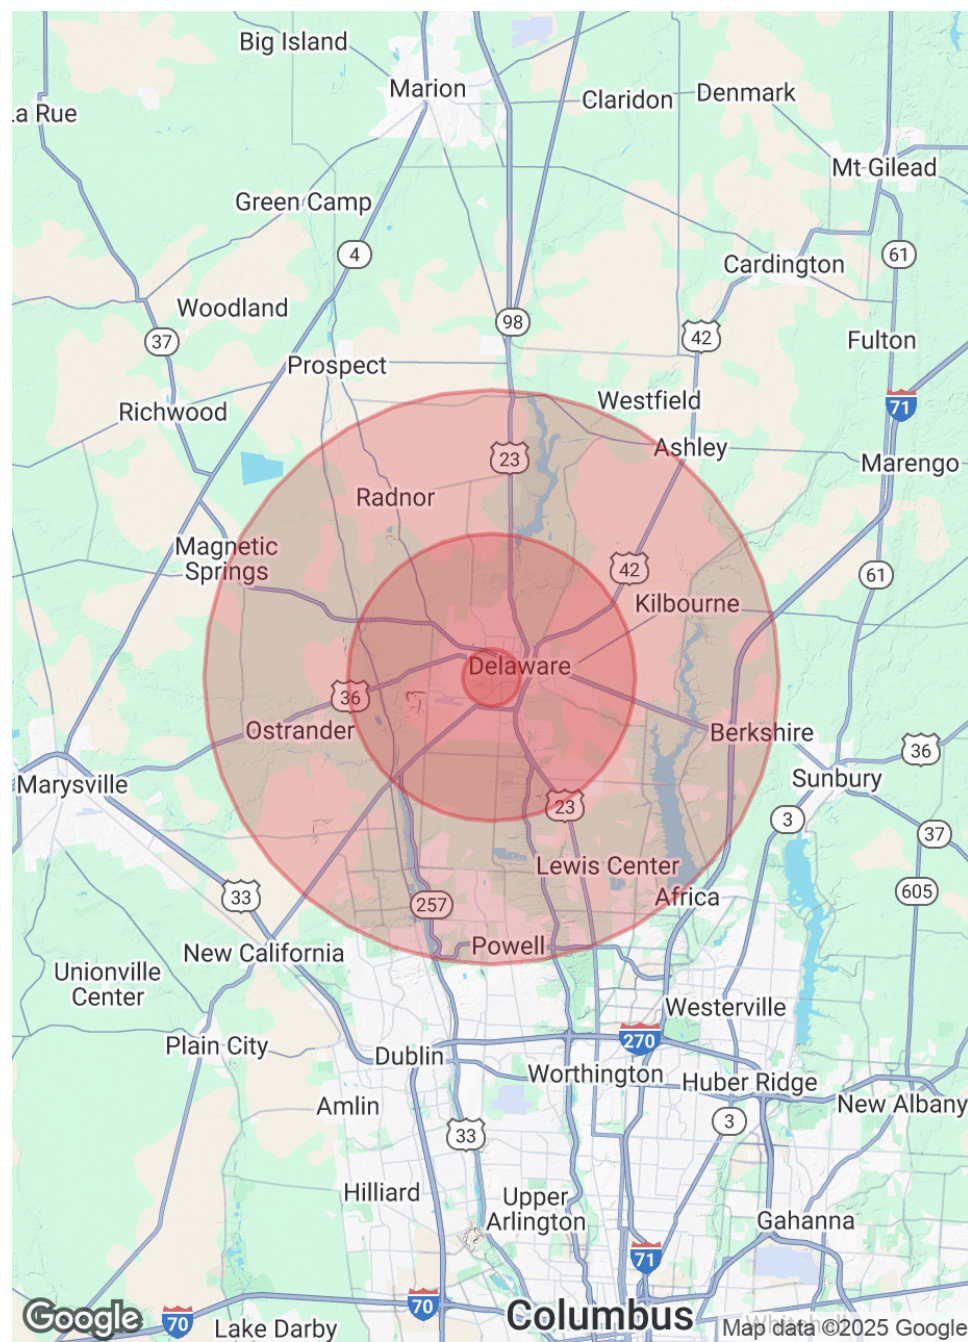 Big Island
Marion
Claridon
Denmark
La Rue
Mt Gilead
Green Camp
4
61
Cardington
Woodland
98
37
42
Fulton
Prospect
Westfield
71
Richwood
Ashley
23
Marengo
Radnor
Magnetic
Springs
42
61
Kilbourne
Delaware
36
Ostrander
Berkshire
36
Marysville
Sunbury
23
3
37
Lewis Center
33
257
Africa
605
Powell
New California
Unionville
Center
Westerville
Plain City
Dublin
270
Worthington
Huber Ridge
Amlin
New Albany
3
33
Hilliard
Upper
Arlington
Gahanna
71
70
Google
70
Columbus
Lake Darby
Map data ©2025 Google